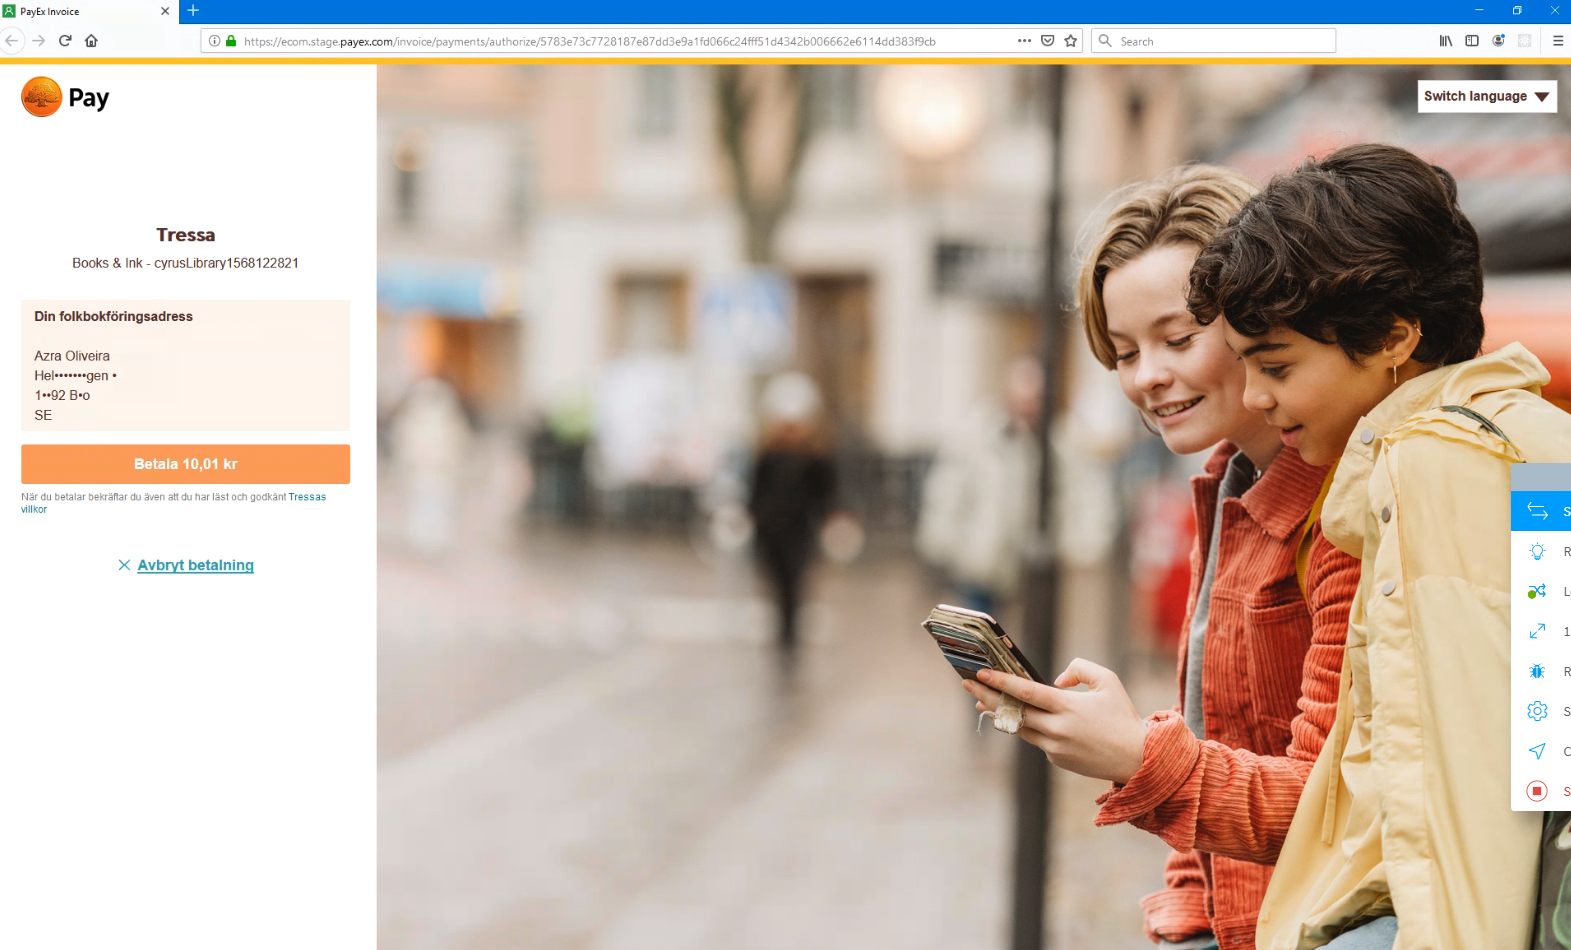 PayEx Invoice
https://ecom.stage.payex.com/invoice/payments/authorize/5783e73c7728187e87dd3e9a1fd066c24fff51d4342b006662e6114dd383f9cb
Search
Pay
Switch language
Tressa
Books & Ink - cyrusLibrary1568122821
Din folkbokföringsadress
Azra Oliveira
Hel•••••••gen •
1••92 B•o
SE
Betala 10,01 kr
När du betalar bekräftar du även att du har läst och godkänt Tressas
villkor
Avbryt betalning
S
R
L
1
R
S
C
S